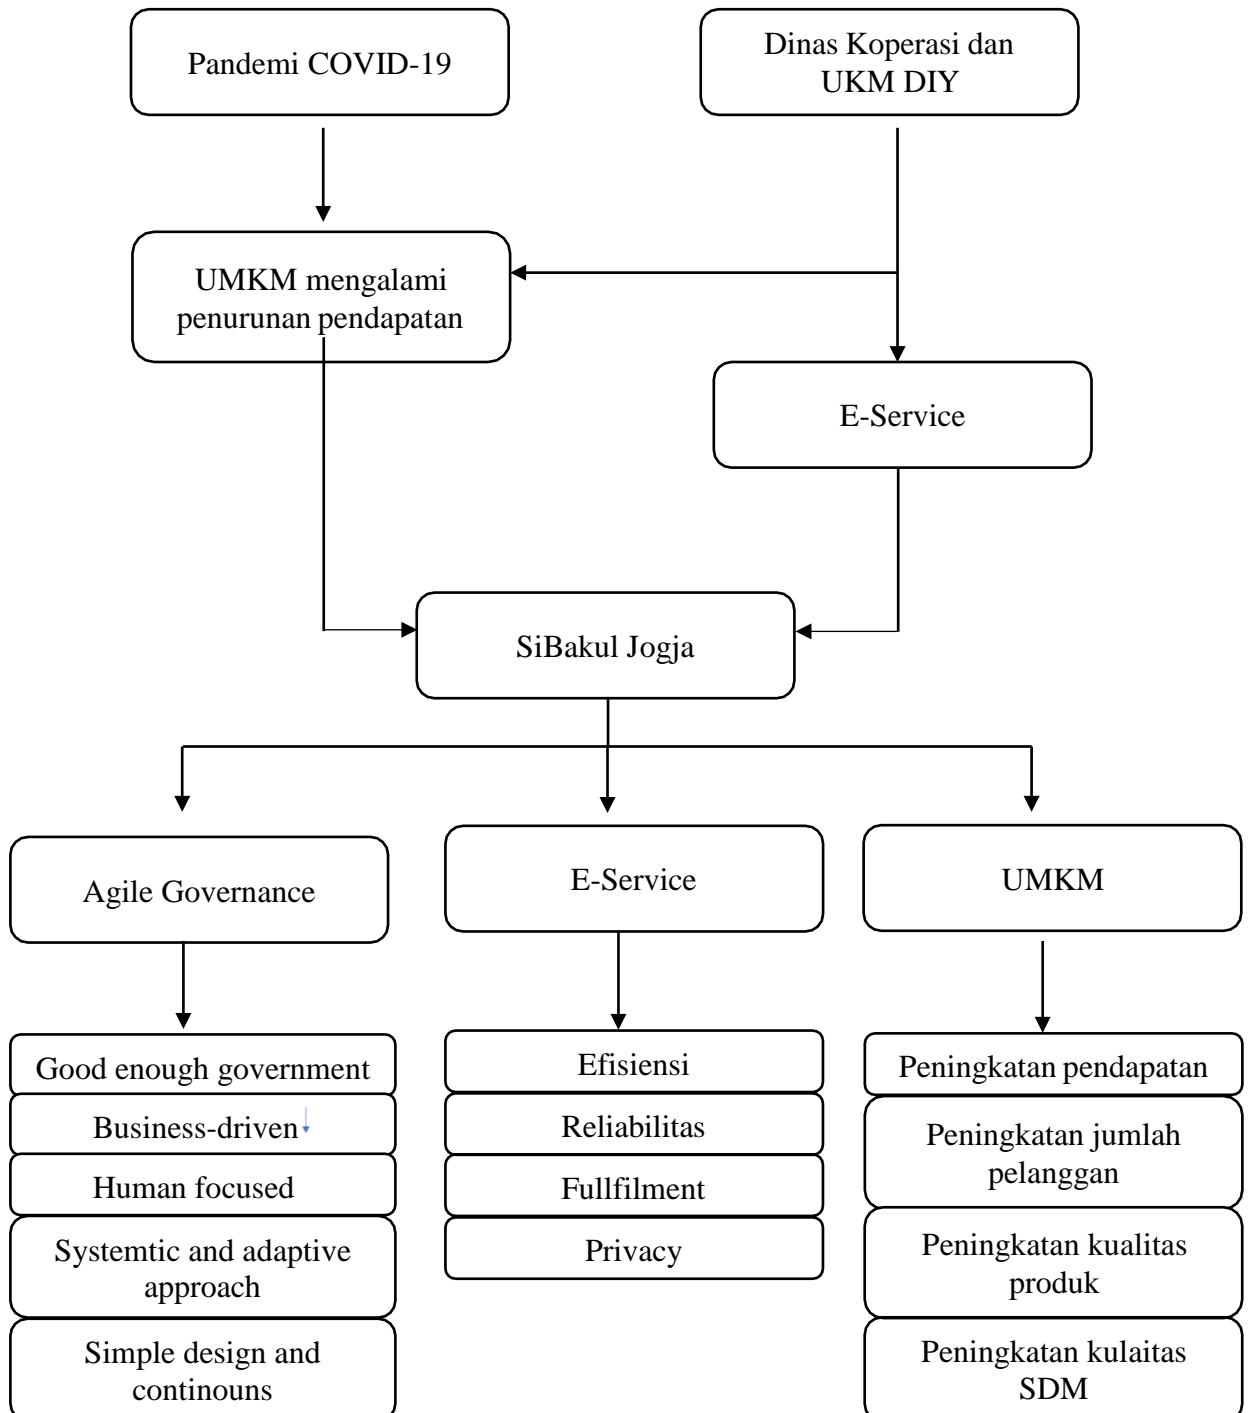 Pandemi COVID-19
Dinas Koperasi dan
UKM DIY
UMKM mengalami
penurunan pendapatan
E-Service
SiBakul Jogja
Agile Governance
E-Service
UMKM
Good enough government
Business-driven
Human focused
Systemtic and adaptive
approach
Simple design and
continouns
Efisiensi
Reliabilitas
Fullfilment
Privacy
Peningkatan pendapatan
Peningkatan jumlah
pelanggan
Peningkatan kualitas
produk
Peningkatan kulaitas
SDM